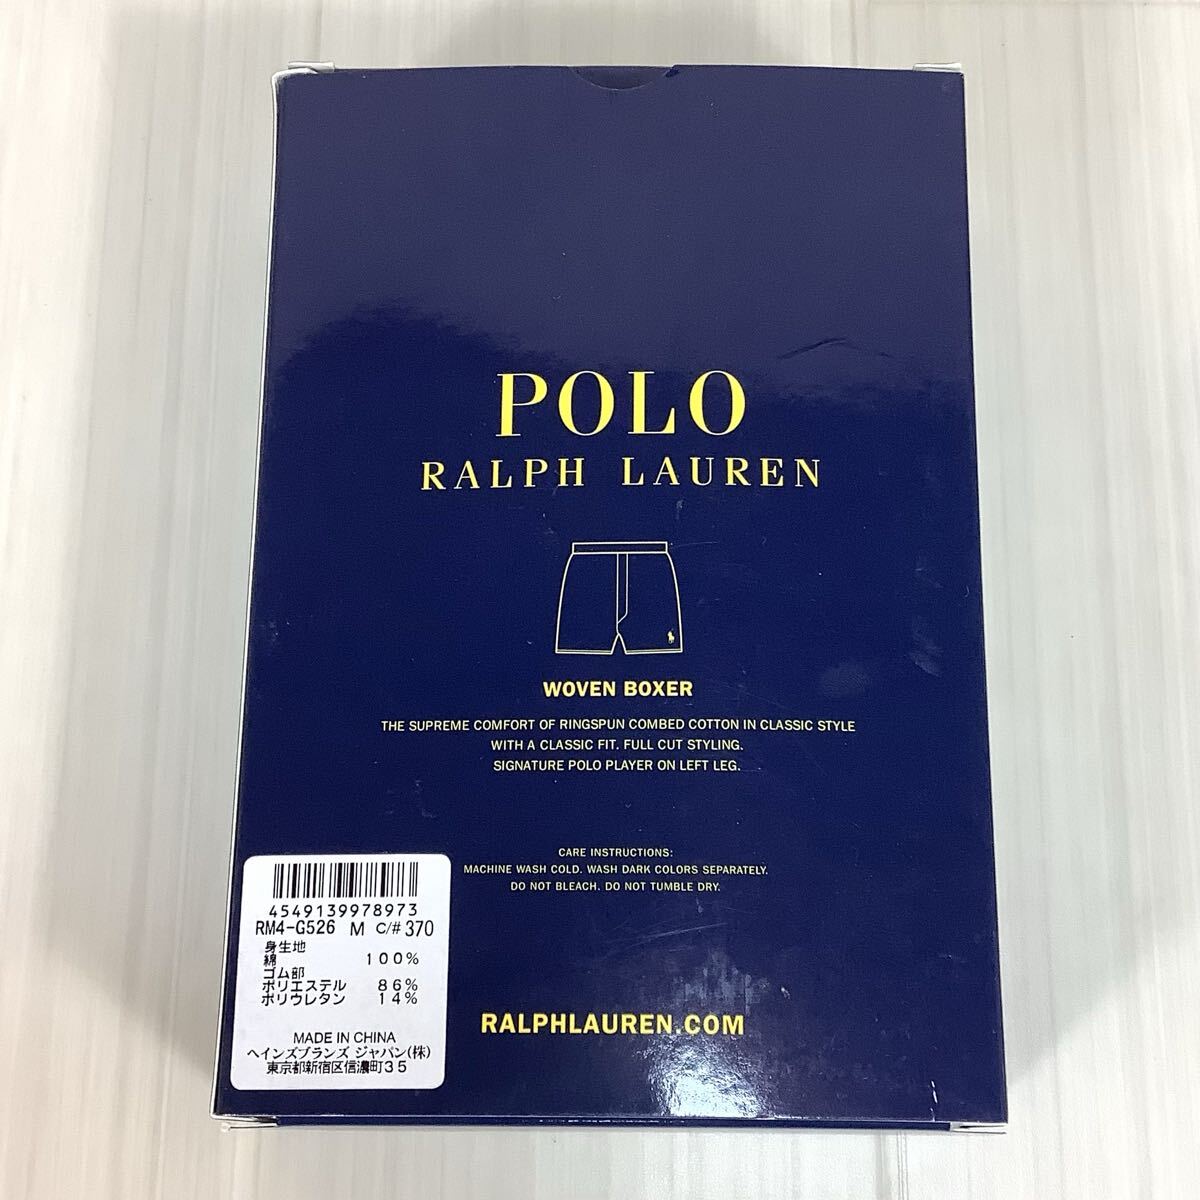 POLO
RALPH LAUREN
WOVEN BOXER
THE SUPREME COMFORT OF RINGSPUN COMBED COTTON IN CLASSIC STYLE
WITH A CLASSIC FIT. FULL CUT STYLING.
SIGNATURE POLO PLAYER ON LEFT LEG.
CARE INSTRUCTIONS:
MACHINE WASH COLD. WASH DARK COLORS SEPARATELY.
DO NOT BLEACH. DO NOT TUMBLE DRY.
RALPHLAUREN.COM
4549139978973
RM4-G526 M C/# 370
身生地
綿 100%
ゴム部
ポリエステル 86%
ポリウレタン 14%
MADE IN CHINA
ヘインズブランズ ジャパン(株)
東京都新宿区信濃町35